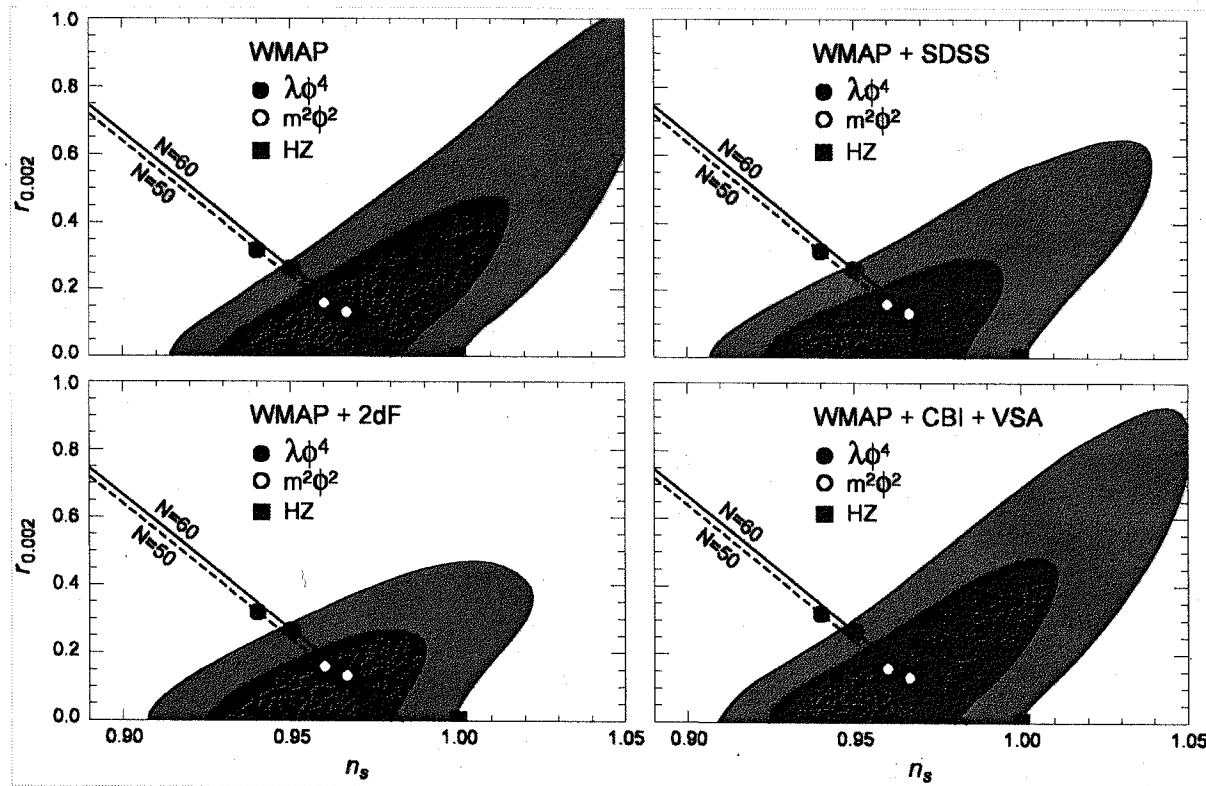 WMAP
λϕ⁴
m²ϕ²
HZ
N=60
N=50
r0.002
1.0
0.8
0.6
0.4
0.2
0.0
WMAP + SDSS
λϕ⁴
m²ϕ²
HZ
N=60
N=50
WMAP + 2dF
λϕ⁴
m²ϕ²
HZ
N=60
N=50
r0.002
1.0
0.8
0.6
0.4
0.2
0.0
0.90 0.95 1.00 1.05
ns
WMAP + CBI + VSA
λϕ⁴
m²ϕ²
HZ
N=60
N=50
0.90 0.95 1.00 1.05
ns